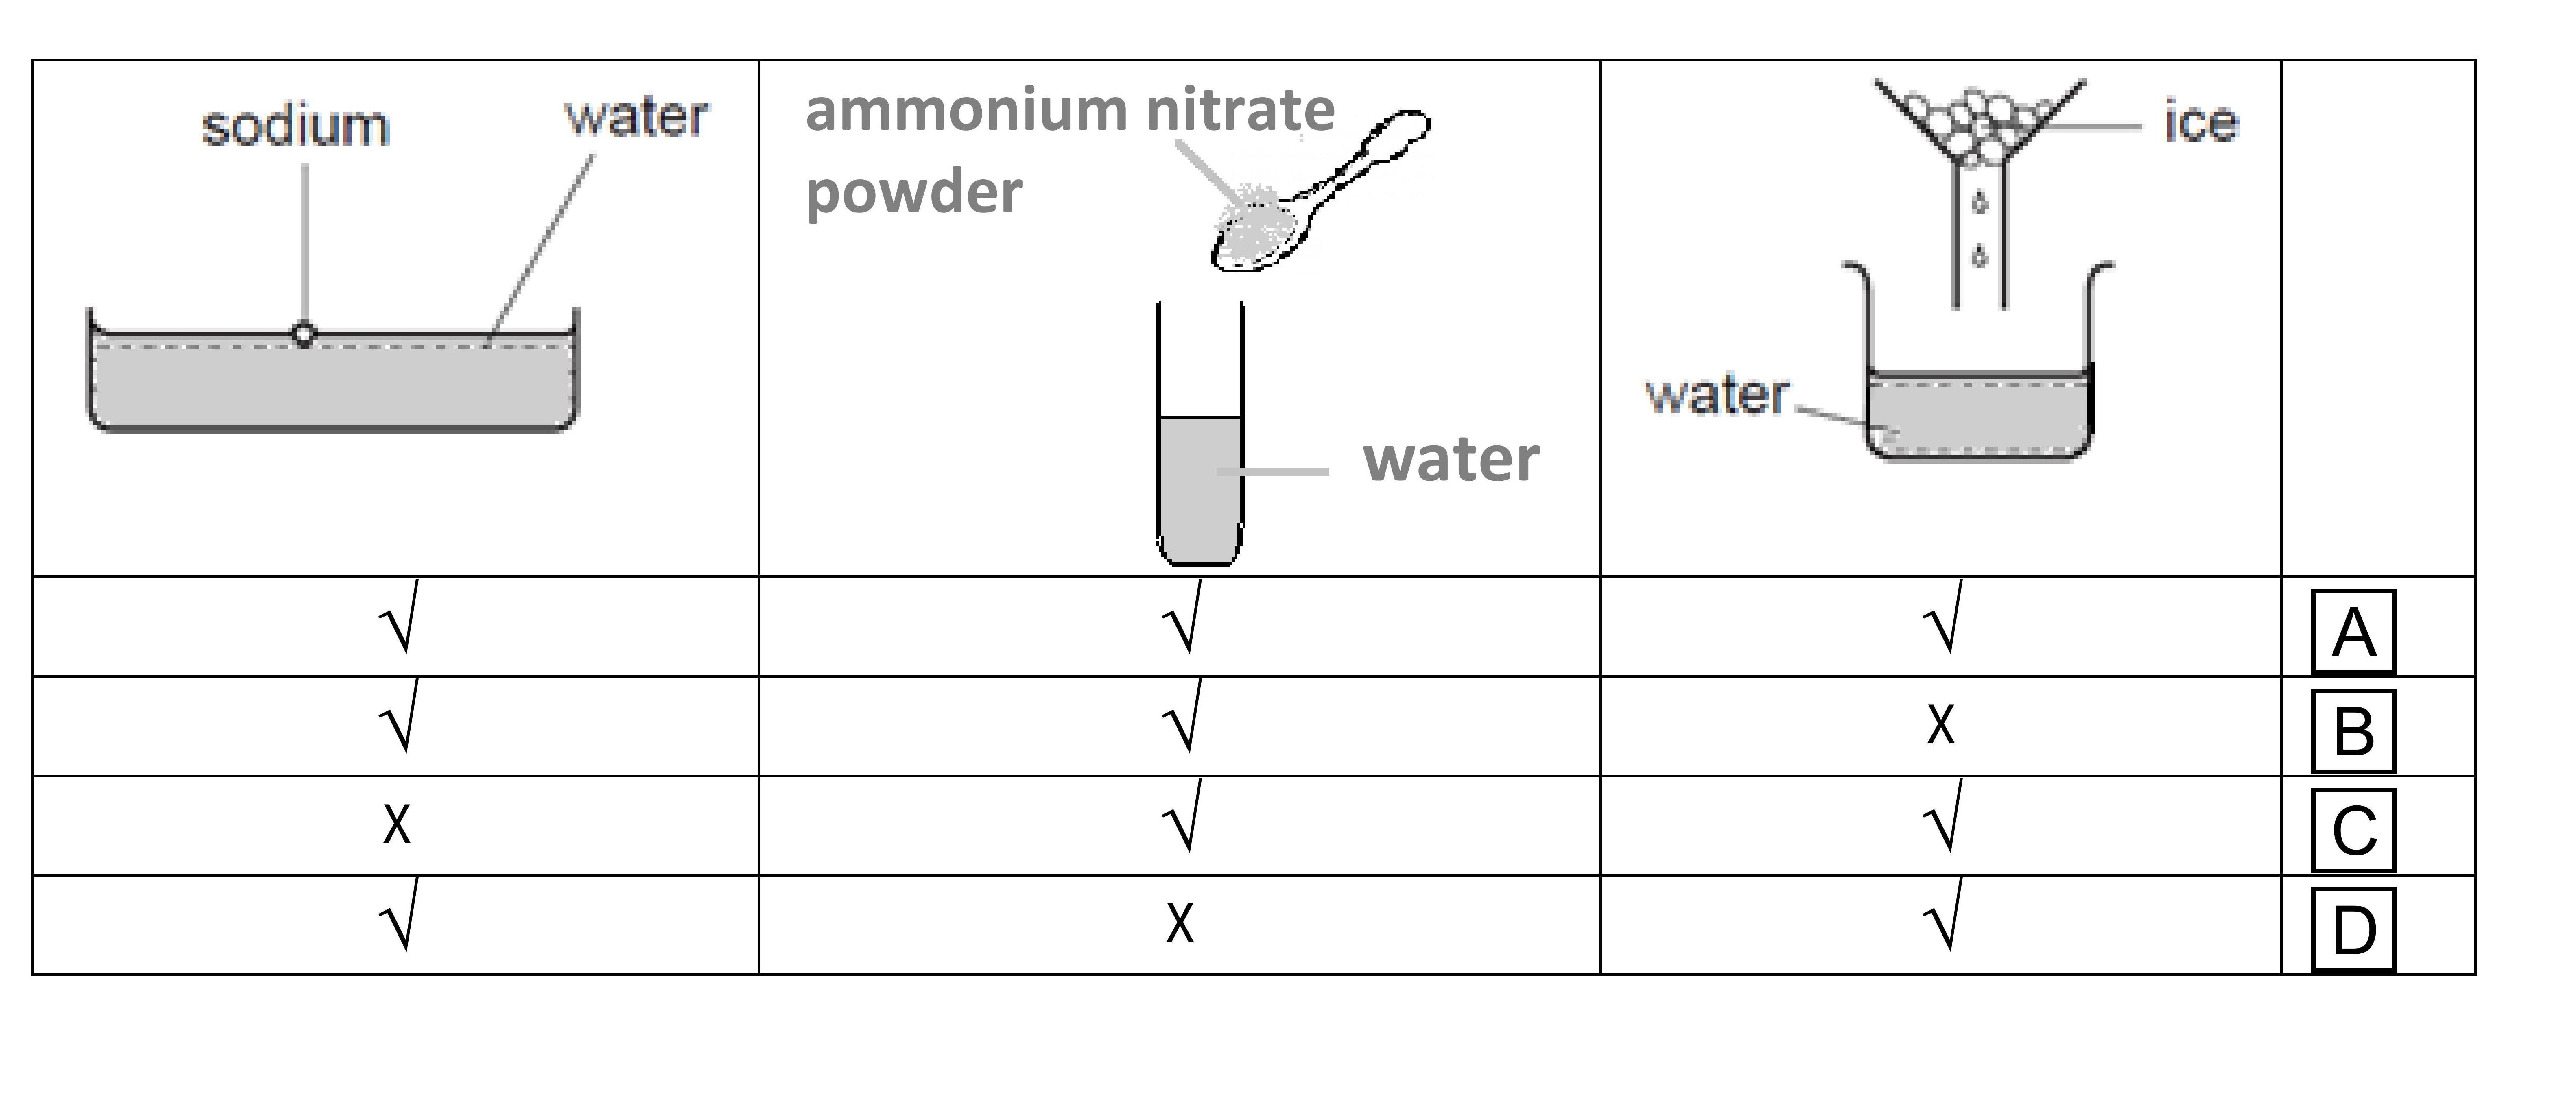 sodium
water
ammonium nitrate
powder
water
ice
water
√ √ √ A
√ √ X B
X √ √ C
√ X √ D